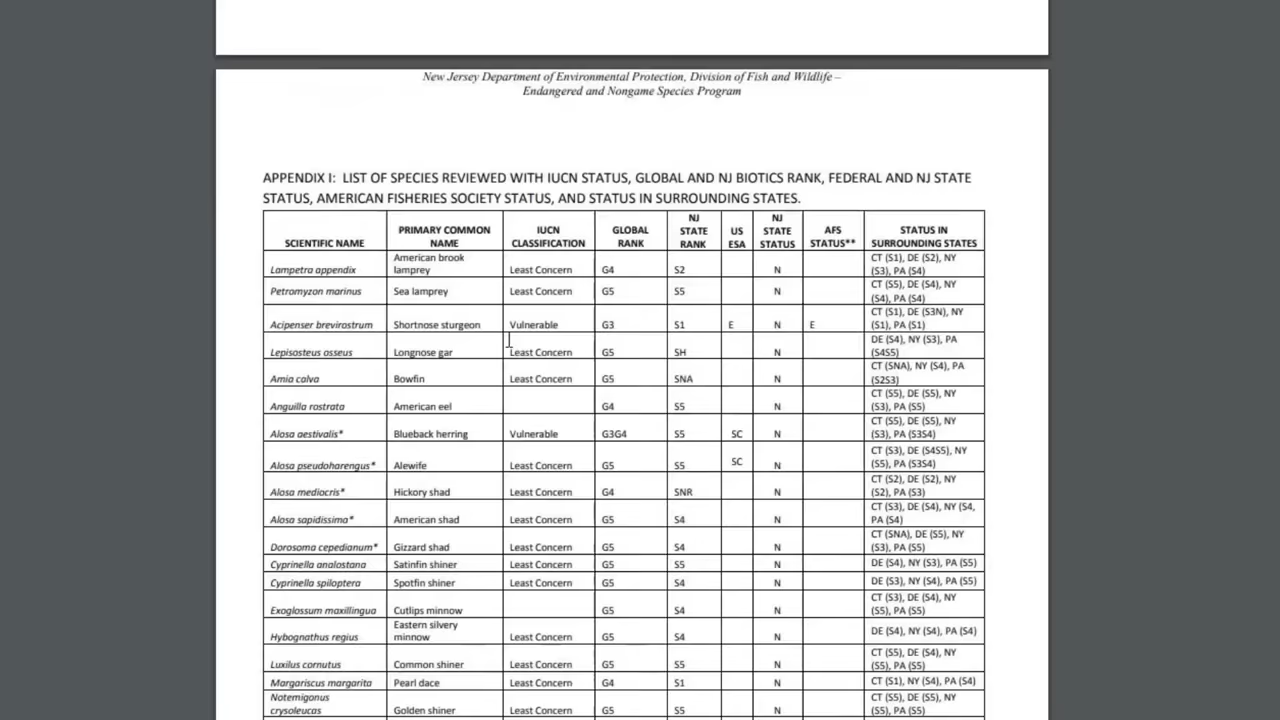 New Jersey Department of Environmental Protection, Division of Fish and Wildlife –
Endangered and Nongame Species Program
APPENDIX I: LIST OF SPECIES REVIEWED WITH IUCN STATUS, GLOBAL AND NJ BIOTICS RANK, FEDERAL AND NJ STATE
STATUS, AMERICAN FISHERIES SOCIETY STATUS, AND STATUS IN SURROUNDING STATES.
SCIENTIFIC NAME PRIMARY COMMON NAME IUCN CLASSIFICATION GLOBAL RANK NJ STATE RANK US ESA NJ STATE STATUS AFS STATUS** STATUS IN SURROUNDING STATES
Lampetra appendix American brook lamprey Least Concern G4 S2 N CT (S1), DE (S2), NY (S3), PA (S4)
Petromyzon marinus Sea lamprey Least Concern G5 S5 N CT (S5), DE (S4), NY (S4), PA (S4)
Acipenser brevirostrum Shortnose sturgeon Vulnerable G3 S1 E N E CT (S1), DE (S3N), NY (S1), PA (S1)
Lepisosteus osseus Longnose gar Least Concern G5 SH N DE (S4), NY (S3), PA (S4S5)
Amia calva Bowfin Least Concern G5 SNA N CT (SNA), NY (S4), PA (S2S3)
Anguilla rostrata American eel G4 S5 N CT (S5), DE (S5), NY (S3), PA (S5)
Alosa aestivalis* Blueback herring Vulnerable G3G4 S5 SC N CT (S5), DE (S5), NY (S3), PA (S3S4)
Alosa pseudoharengus* Alewife Least Concern G5 S5 SC N CT (S3), DE (S4S5), NY (S5), PA (S3S4)
Alosa mediocris* Hickory shad Least Concern G4 SNR N CT (S2), DE (S2), NY (S2), PA (S3)
Alosa sapidissima* American shad Least Concern G5 S4 N CT (S3), DE (S4), NY (S4, PA (S4)
Dorosoma cepedianum* Gizzard shad Least Concern G5 S4 N CT (SNA), DE (S5), NY (S3), PA (S5)
Cyprinella analostana Satinfin shiner Least Concern G5 S5 N DE (S4), NY (S3), PA (S5)
Cyprinella spiloptera Spotfin shiner Least Concern G5 S4 N DE (S3), NY (S4), PA (S5)
Exoglossum maxillingua Cutlips minnow G5 S4 N CT (S3), DE (S4), NY (S5), PA (S5)
Hybognathus regius Eastern silvery minnow Least Concern G5 S4 N DE (S4), NY (S4), PA (S4)
Luxilus cornutus Common shiner Least Concern G5 S5 N CT (S5), DE (S4), NY (S5), PA (S5)
Margariscus margarita Pearl dace Least Concern G4 S1 N CT (S1), NY (S4), PA (S4)
Notemigonus crysoleucas Golden shiner Least Concern G5 S5 N CT (S5), DE (S5), NY (S5), PA (S5)